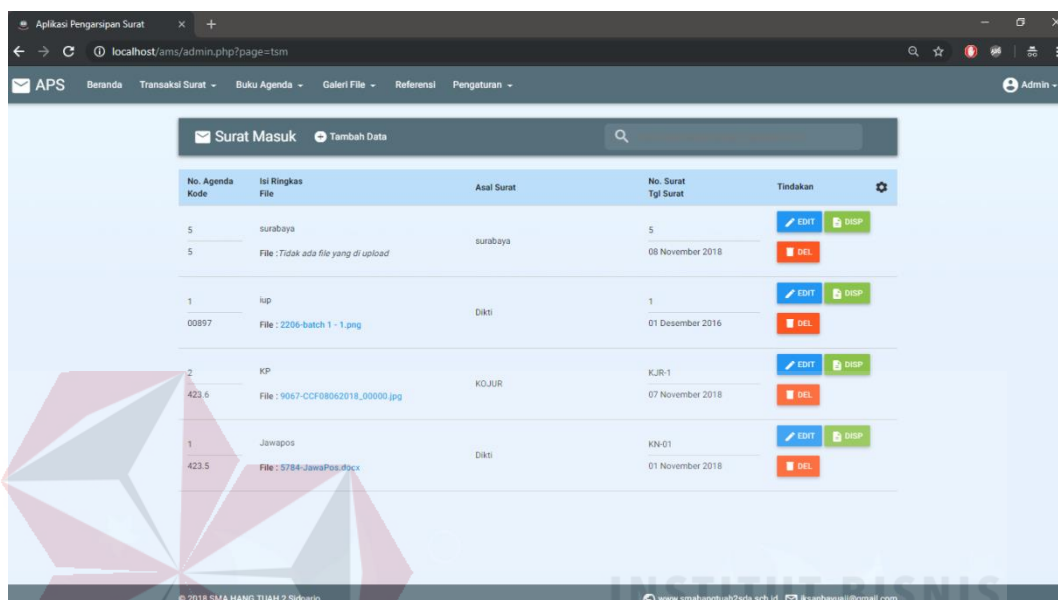 Aplikasi Pengarsipan Surat
localhost/ams/admin.php?page=tsm
APS Beranda Transaksi Surat Buku Agenda Galeri File Referensi Pengaturan Admin
Surat Masuk Tambah Data
No. Agenda Isi Ringkas Asal Surat No. Surat Tindakan
Kode File Tgl Surat
5 surabaya surabaya 5 EDIT DISP
5 File : Tidak ada file yang di upload 08 November 2018 DEL
1 iup Dikti 1 EDIT DISP
00897 File : 2206-batch 1 - 1.png 01 Desember 2016 DEL
2 KP KOJUR KJR-1 EDIT DISP
423.6 File : 9067-CCF08062018_00000.jpg 07 November 2018 DEL
1 Jawapos Dikti KN-01 EDIT DISP
423.5 File : 5784-JawaPos.docx 01 November 2018 DEL
INSTITUT BISNIS
© 2018 SMA HANG TUAH 2 Sidoarjo www.smahangtuah2sda.sch.id